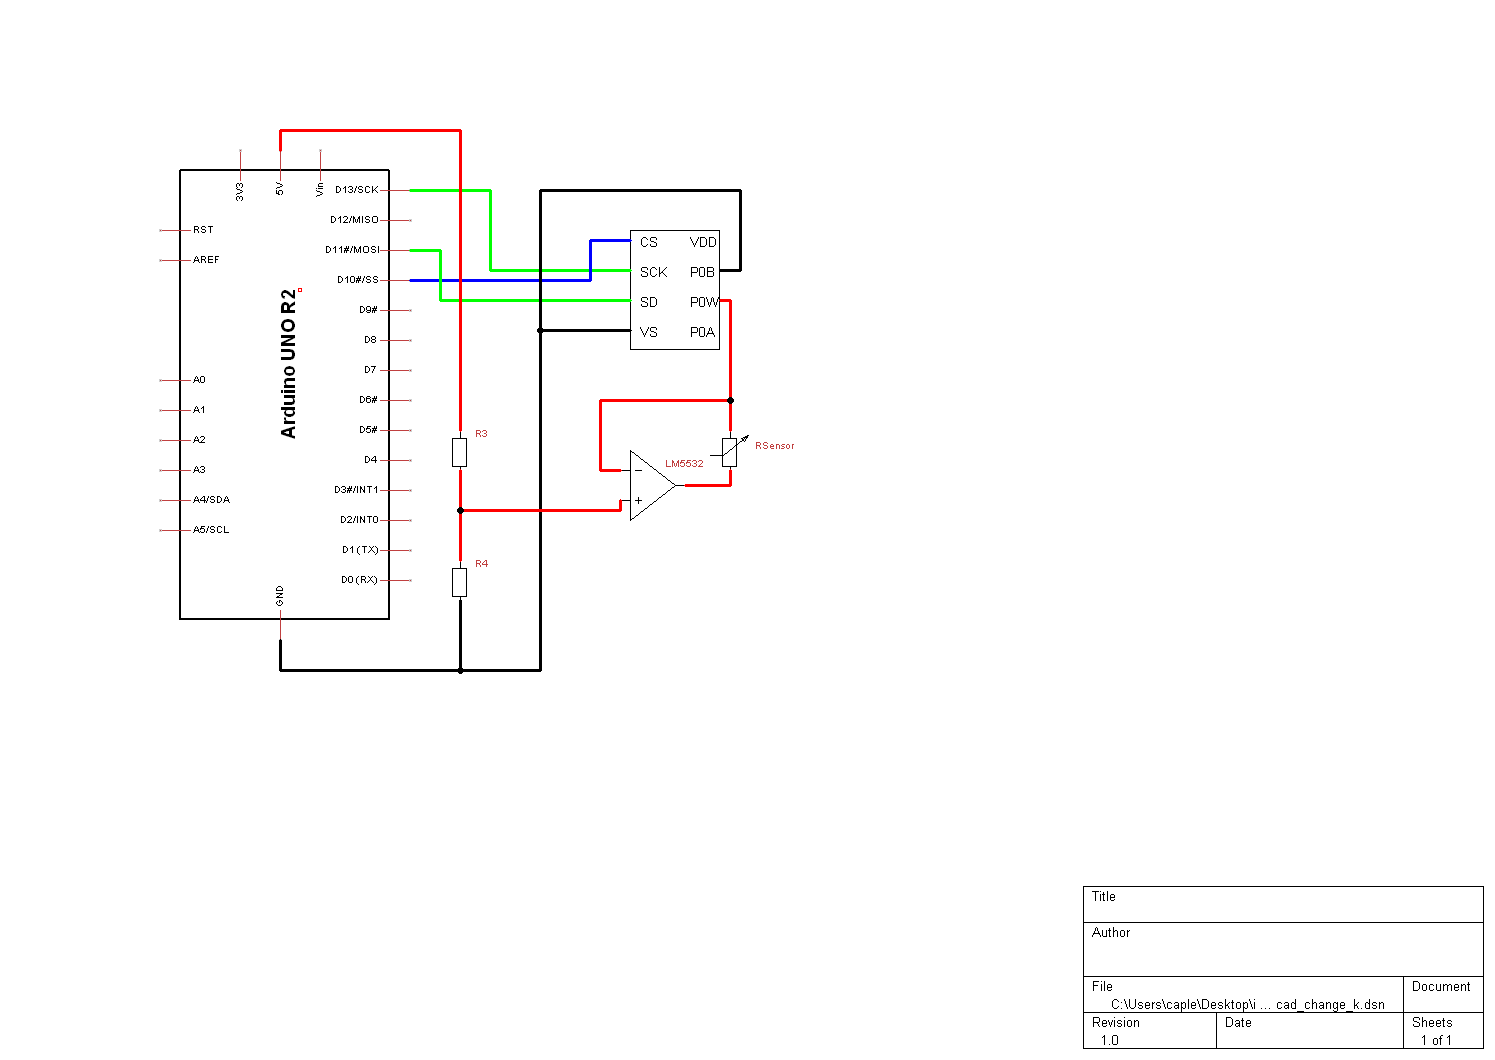 3V3
5V
Vin
D13/SCK
D12/MISO
D11#/MOSI
D10#/SS
D9#
D8
D7
D6#
D5#
D4
D3#/INT1
D2/INT0
D1(TX)
D0(RX)
RST
AREF
A0
A1
A2
A3
A4/SDA
A5/SCL
GND
Arduino UNO R2
CS VDD
SCK P0B
SD P0W
VS P0A
R3
R4
LM5532
RSensor
-
+
Title
Author
File
C:\Users\caple\Desktop\i ... cad_change_k.dsn
Document
Revision
1.0
Date
Sheets
1 of 1